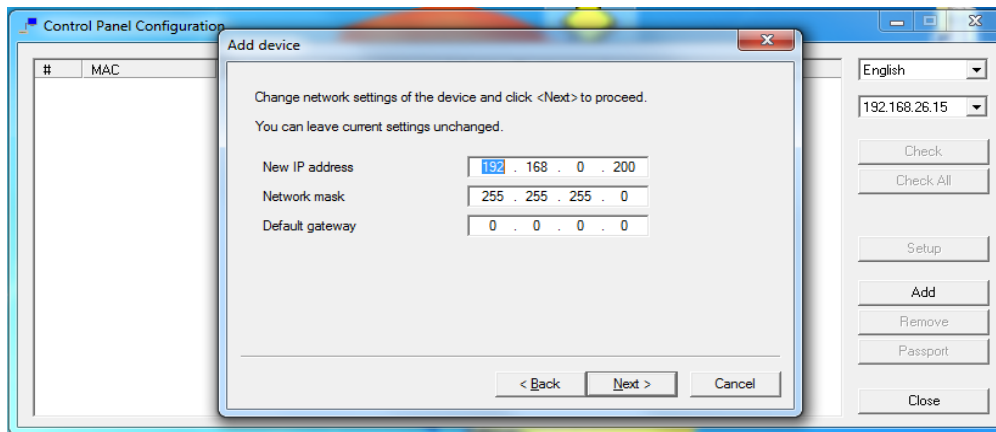 Control Panel Configuration
Add device
# MAC
English
Change network settings of the device and click <Next> to proceed.
192.168.26.15
You can leave current settings unchanged.
Check
New IP address 192 . 168 . 0 . 200
Check All
Network mask 255 . 255 . 255 . 0
Default gateway 0 . 0 . 0 . 0
Setup
Add
Remove
Passport
< Back Next > Cancel
Close